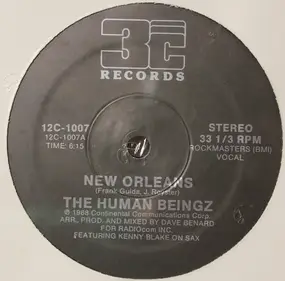 3C
RECORDS
12C-1007
12C-1007A
TIME: 6:15
STEREO
33 1/3 RPM
ROCKMASTERS (BMI)
VOCAL
NEW ORLEANS
(Frank Guida, J. Royster)
THE HUMAN BEINGZ
℗ 1988 Continental Communications Corp.
ARR., PROD. AND MIXED BY DAVE BENARD
FOR RADIOcom INC.
FEATURING KENNY BLAKE ON SAX